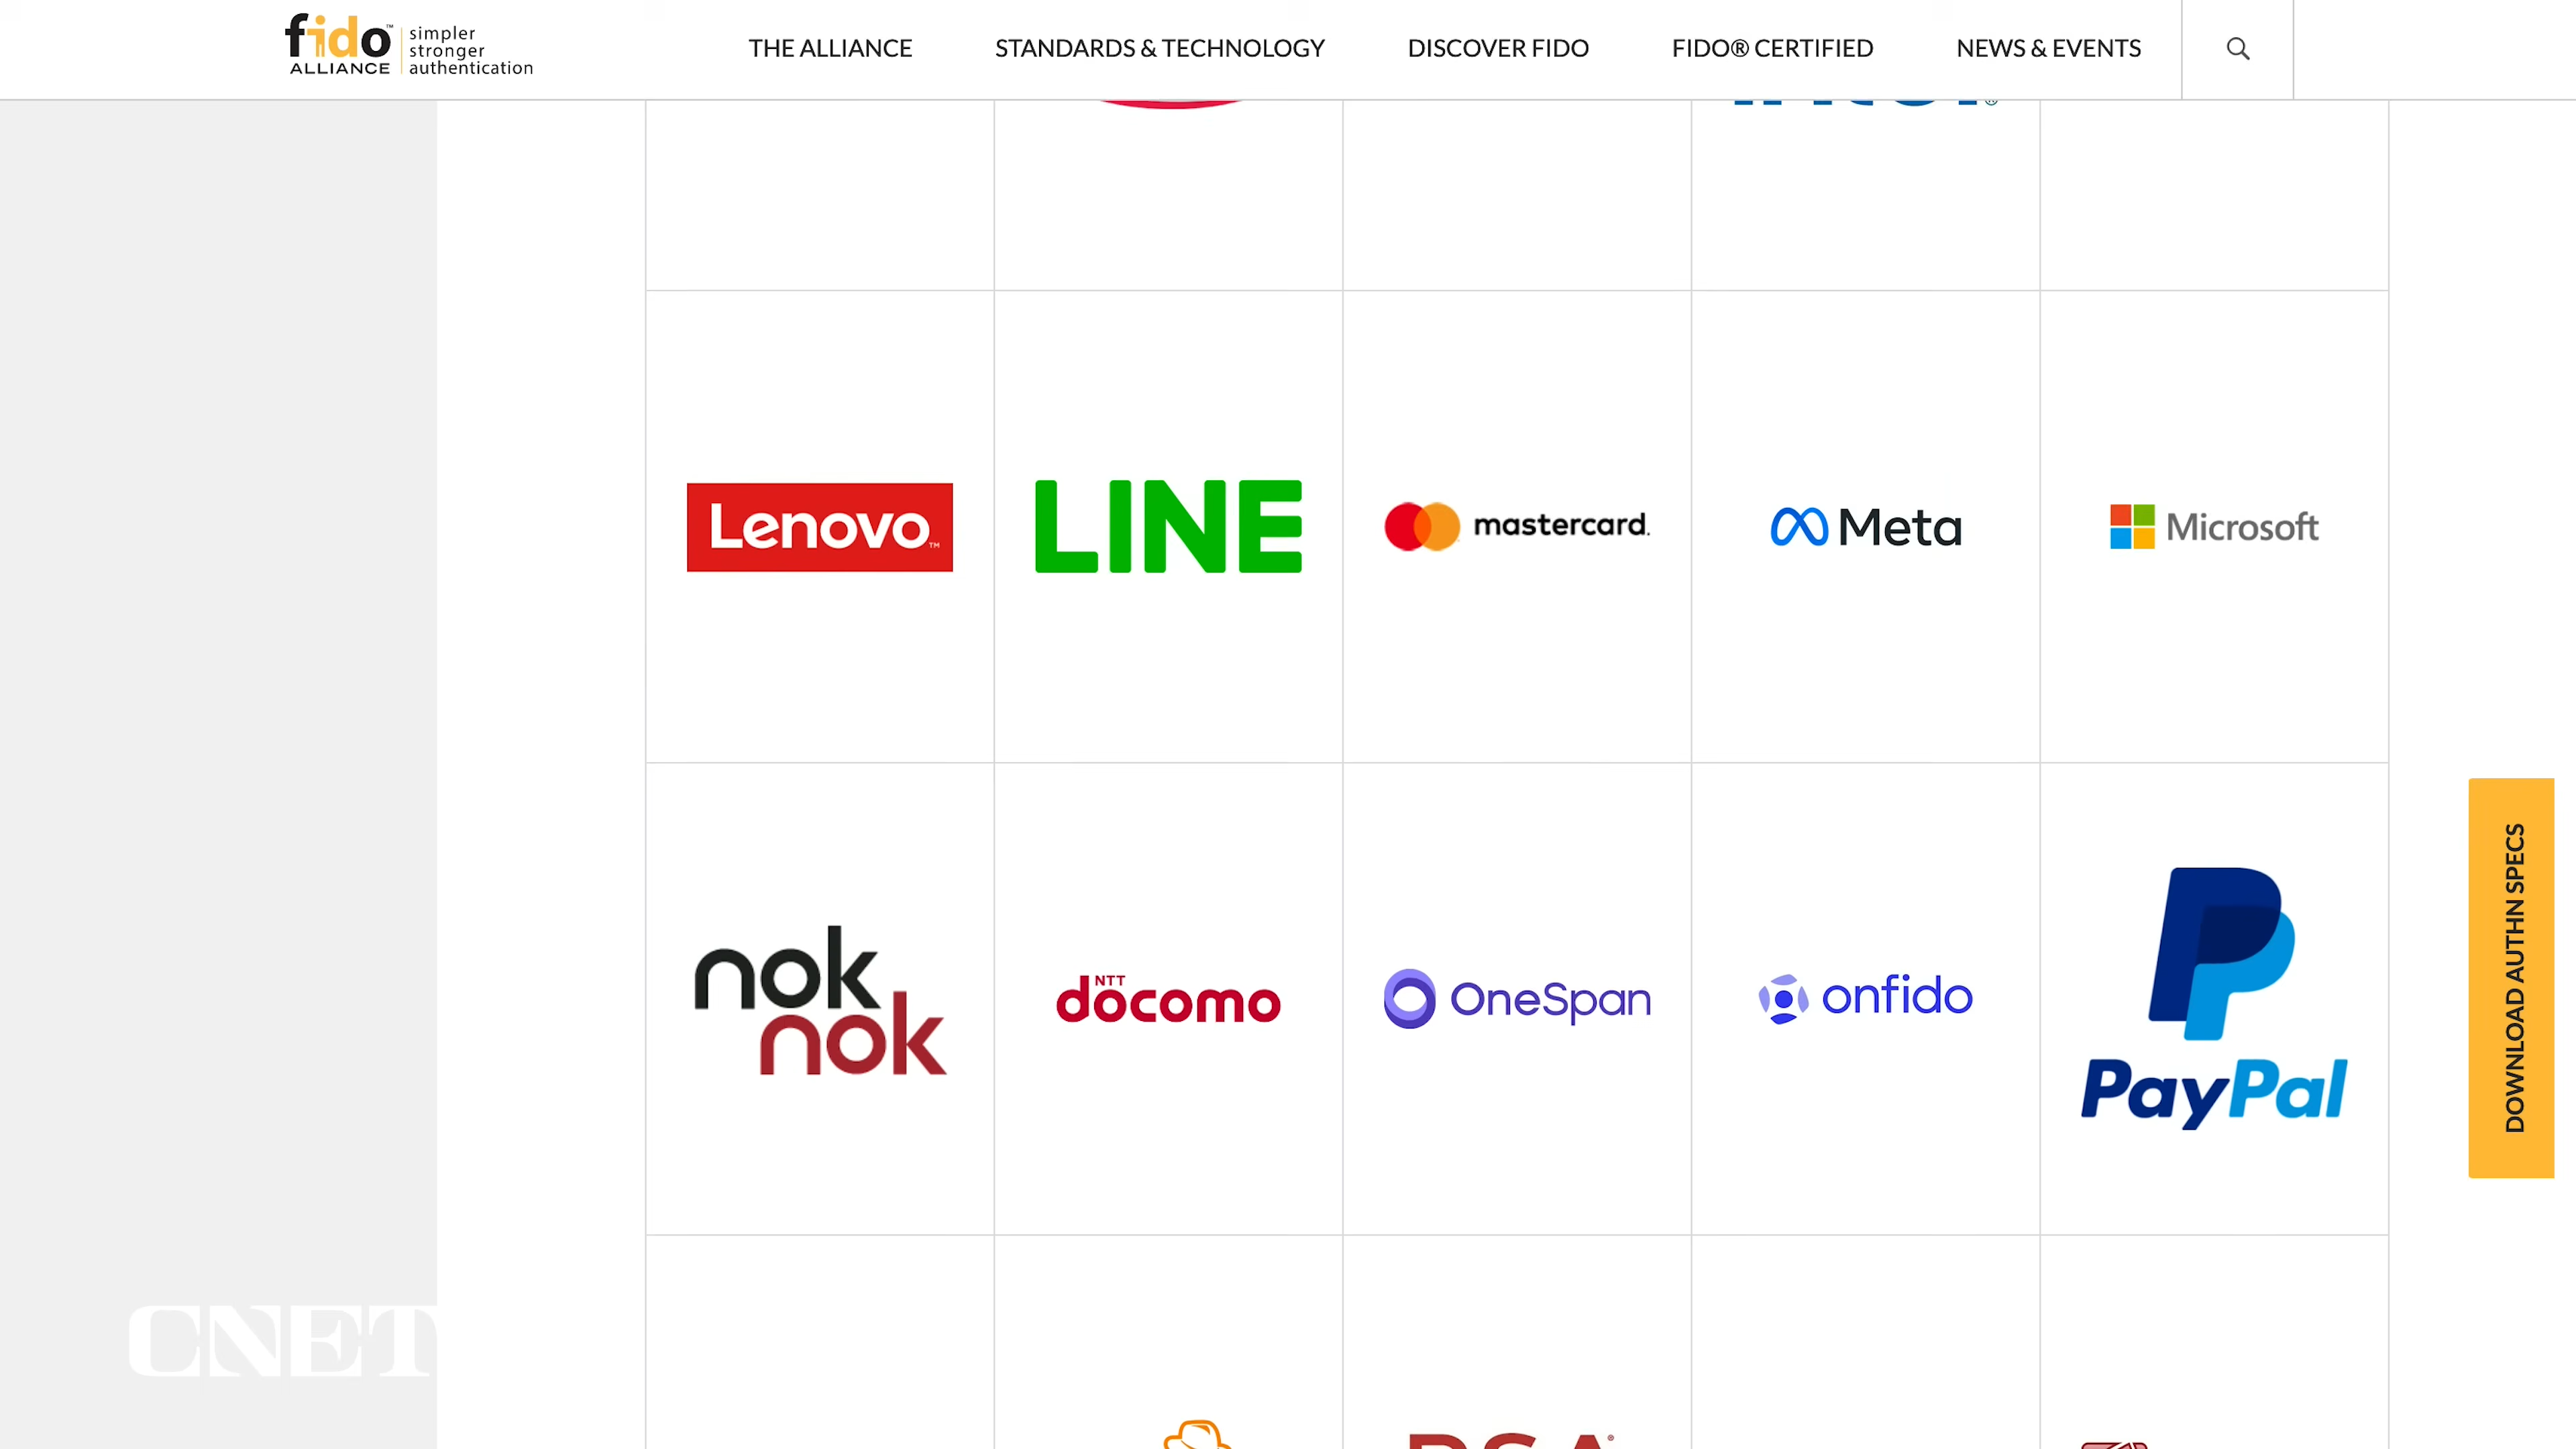 fido™
ALLIANCE
simpler
stronger
authentication
THE ALLIANCE
STANDARDS & TECHNOLOGY
DISCOVER FIDO
FIDO® CERTIFIED
NEWS & EVENTS
Lenovo™
LINE
mastercard.
Meta
Microsoft
nok
nok
NTT
docomo
OneSpan
onfido
PayPal
DOWNLOAD AUTHN SPECS
CNET